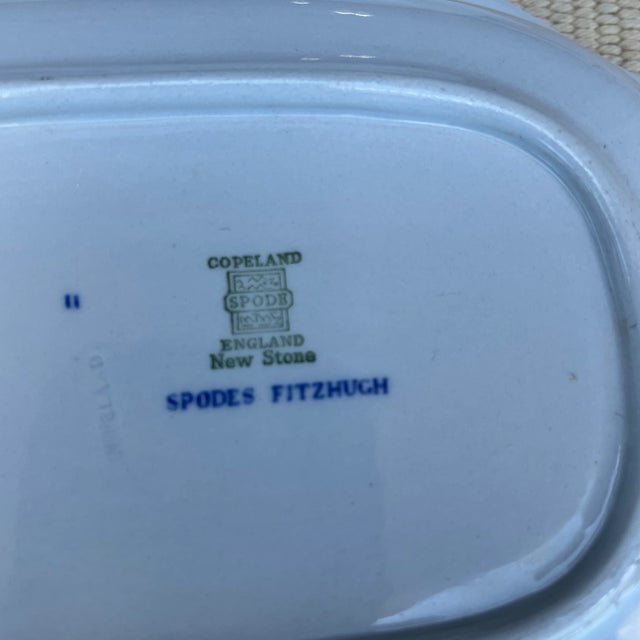 COPELAND
SPODE
ENGLAND
New Stone
SPODES FITZHUGH